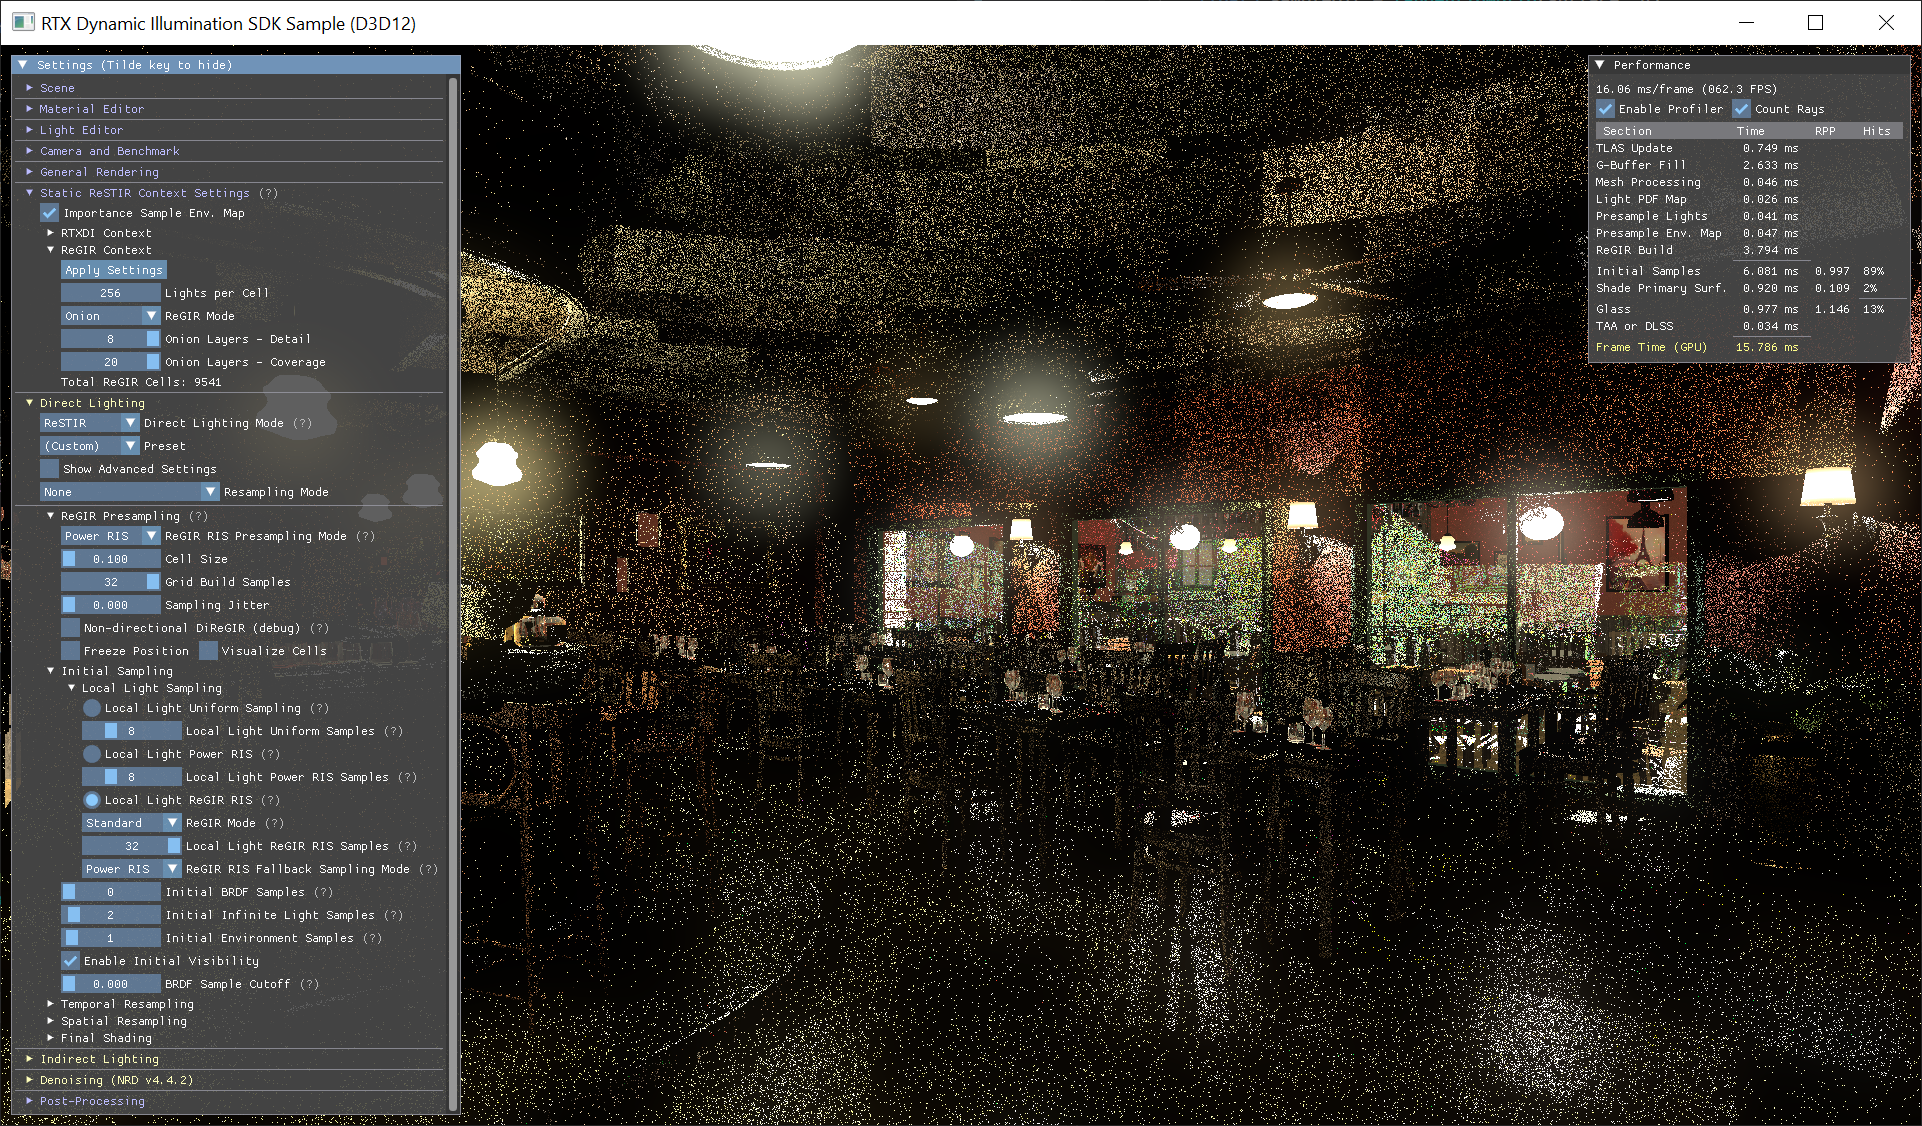 RTX Dynamic Illumination SDK Sample (D3D12)
Settings (Tilde key to hide)
Scene
Material Editor
Light Editor
Camera and Benchmark
General Rendering
Static ReSTIR Context Settings (?)
Importance Sample Env. Map
RTXDI Context
ReGIR Context
Apply Settings
256 Lights per Cell
Onion ReGIR Mode
8 Onion Layers - Detail
20 Onion Layers - Coverage
Total ReGIR Cells: 9541
Direct Lighting
ReSTIR Direct Lighting Mode (?)
(Custom) Preset
Show Advanced Settings
None Resampling Mode
ReGIR Presampling (?)
Power RIS ReGIR RIS Presampling Mode (?)
0.100 Cell Size
32 Grid Build Samples
0.000 Sampling Jitter
Non-directional DiReGIR (debug) (?)
Freeze Position Visualize Cells
Initial Sampling
Local Light Sampling
Local Light Uniform Sampling (?)
8 Local Light Uniform Samples (?)
Local Light Power RIS (?)
8 Local Light Power RIS Samples (?)
Local Light ReGIR RIS (?)
Standard ReGIR Mode (?)
32 Local Light ReGIR RIS Samples (?)
Power RIS ReGIR RIS Fallback Sampling Mode (?)
0 Initial BRDF Samples (?)
2 Initial Infinite Light Samples (?)
1 Initial Environment Samples (?)
Enable Initial Visibility
0.000 BRDF Sample Cutoff (?)
Temporal Resampling
Spatial Resampling
Final Shading
Indirect Lighting
Denoising (NRD v4.4.2)
Post-Processing
Performance
16.06 ms/frame (062.3 FPS)
Enable Profiler Count Rays
Section Time RPP Hits
TLAS Update 0.749 ms
G-Buffer Fill 2.633 ms
Mesh Processing 0.046 ms
Light PDF Map 0.026 ms
Presample Lights 0.041 ms
Presample Env. Map 0.047 ms
ReGIR Build 3.794 ms
Initial Samples 6.081 ms 0.997 89%
Shade Primary Surf. 0.920 ms 0.109 2%
Glass 0.977 ms 1.146 13%
TAA or DLSS 0.034 ms
Frame Time (GPU) 15.786 ms